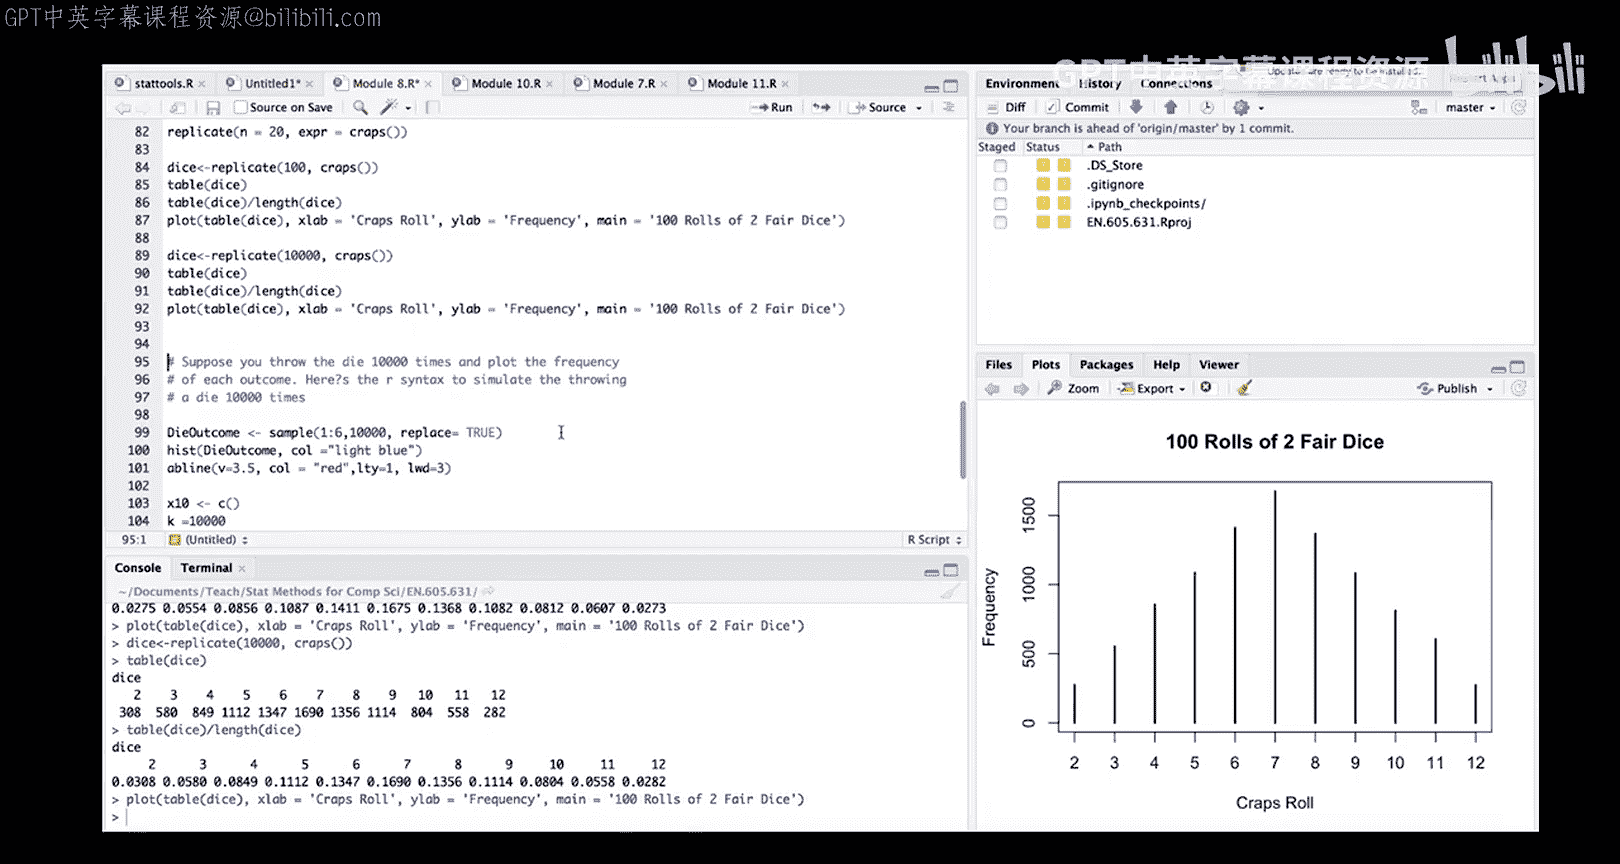 GPT中英字幕课程资源@bilibili.com
GPT中英字幕课程资源 bilibili
stattools.R Untitled1* Module 8.R* Module 10.R Module 7.R Module 11.R
Source on Save Run Source
82 replicate(n = 20, expr = craps())
83
84 dice<-replicate(100, craps())
85 table(dice)
86 table(dice)/length(dice)
87 plot(table(dice), xlab = 'Craps Roll', ylab = 'Frequency', main = '100 Rolls of 2 Fair Dice')
88
89 dice<-replicate(10000, craps())
90 table(dice)
91 table(dice)/length(dice)
92 plot(table(dice), xlab = 'Craps Roll', ylab = 'Frequency', main = '100 Rolls of 2 Fair Dice')
93
94
95 # Suppose you throw the die 10000 times and plot the frequency
96 # of each outcome. Here?s the r syntax to simulate the throwing
97 # a die 10000 times
98
99 DieOutcome <- sample(1:6,10000, replace= TRUE)
100 hist(DieOutcome, col ="light blue")
101 abline(v=3.5, col = "red",lty=1, lwd=3)
102
103 x10 <- c()
104 k =10000
95:1 (Untitled) R Script
Console Terminal
~/Documents/Teach/Stat Methods for Comp Sci/EN.605.631/
0.0275 0.0554 0.0856 0.1087 0.1411 0.1675 0.1368 0.1082 0.0812 0.0607 0.0273
> plot(table(dice), xlab = 'Craps Roll', ylab = 'Frequency', main = '100 Rolls of 2 Fair Dice')
> dice<-replicate(10000, craps())
> table(dice)
dice
2 3 4 5 6 7 8 9 10 11 12
308 580 849 1112 1347 1690 1356 1114 804 558 282
> table(dice)/length(dice)
dice
2 3 4 5 6 7 8 9 10 11 12
0.0308 0.0580 0.0849 0.1112 0.1347 0.1690 0.1356 0.1114 0.0804 0.0558 0.0282
> plot(table(dice), xlab = 'Craps Roll', ylab = 'Frequency', main = '100 Rolls of 2 Fair Dice')
>
Environment History Connections
Diff Commit master
Your branch is ahead of 'origin/master' by 1 commit.
Staged Status Path
.DS_Store
.gitignore
.ipynb_checkpoints/
EN.605.631.Rproj
Files Plots Packages Help Viewer
Zoom Export Publish
100 Rolls of 2 Fair Dice
Frequency
1500
1000
500
0
2 3 4 5 6 7 8 9 10 11 12
Craps Roll